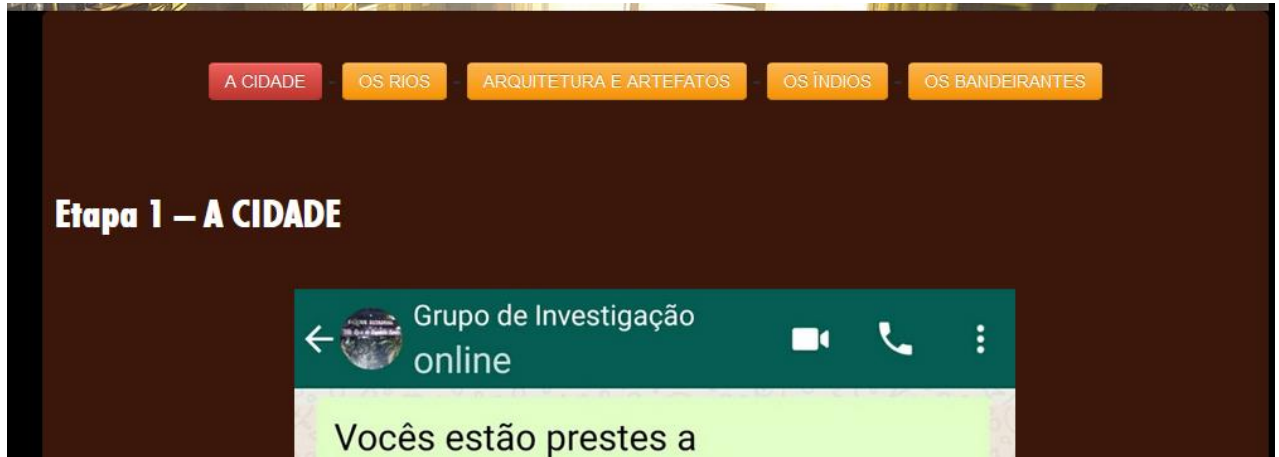 A CIDADE - OS RIOS - ARQUITETURA E ARTEFATOS - OS ÍNDIOS - OS BANDEIRANTES
Etapa 1 – A CIDADE
Grupo de Investigação
online
Vocês estão prestes a